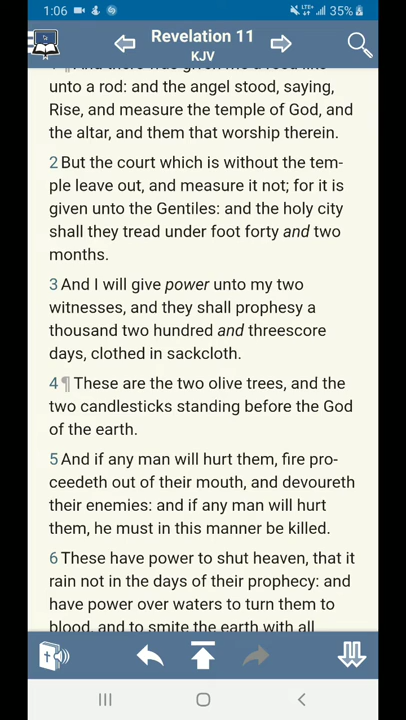 1:06
LTE+
35%
Revelation 11
KJV
1 ¶And there was given me a reed like
unto a rod: and the angel stood, saying,
Rise, and measure the temple of God, and
the altar, and them that worship therein.
2 But the court which is without the tem-
ple leave out, and measure it not; for it is
given unto the Gentiles: and the holy city
shall they tread under foot forty and two
months.
3 And I will give power unto my two
witnesses, and they shall prophesy a
thousand two hundred and threescore
days, clothed in sackcloth.
4 ¶ These are the two olive trees, and the
two candlesticks standing before the God
of the earth.
5 And if any man will hurt them, fire pro-
ceedeth out of their mouth, and devoureth
their enemies: and if any man will hurt
them, he must in this manner be killed.
6 These have power to shut heaven, that it
rain not in the days of their prophecy: and
have power over waters to turn them to
blood, and to smite the earth with all